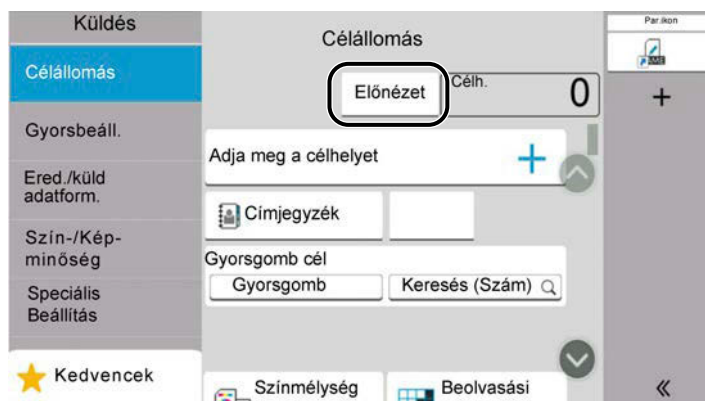 Küldés
Célállomás
Gyorsbeáll.
Ered./küld
adatform.
Szín-/Kép-
minőség
Speciális
Beállítás
Kedvencek
Célállomás
Előnézet
Célh.
0
Adja meg a célhelyet
Címjegyzék
Gyorsgomb cél
Gyorsgomb
Keresés (Szám)
Színmélység
Beolvasási
Par.ikon